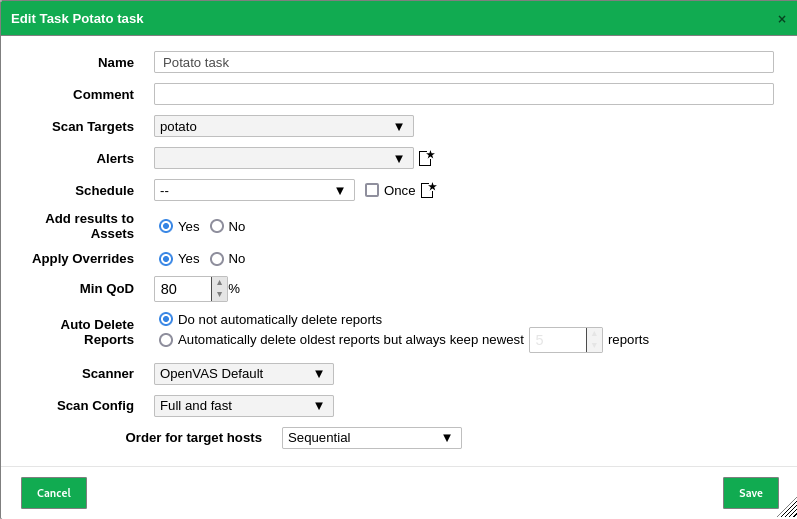 Edit Task Potato task ×
Name Potato task
Comment
Scan Targets potato ▼
Alerts ▼
Schedule -- ▼ Once
Add results to
Assets Yes No
Apply Overrides Yes No
Min QoD 80 %
Auto Delete Do not automatically delete reports
Reports Automatically delete oldest reports but always keep newest 5 reports
Scanner OpenVAS Default ▼
Scan Config Full and fast ▼
Order for target hosts Sequential ▼
Cancel Save